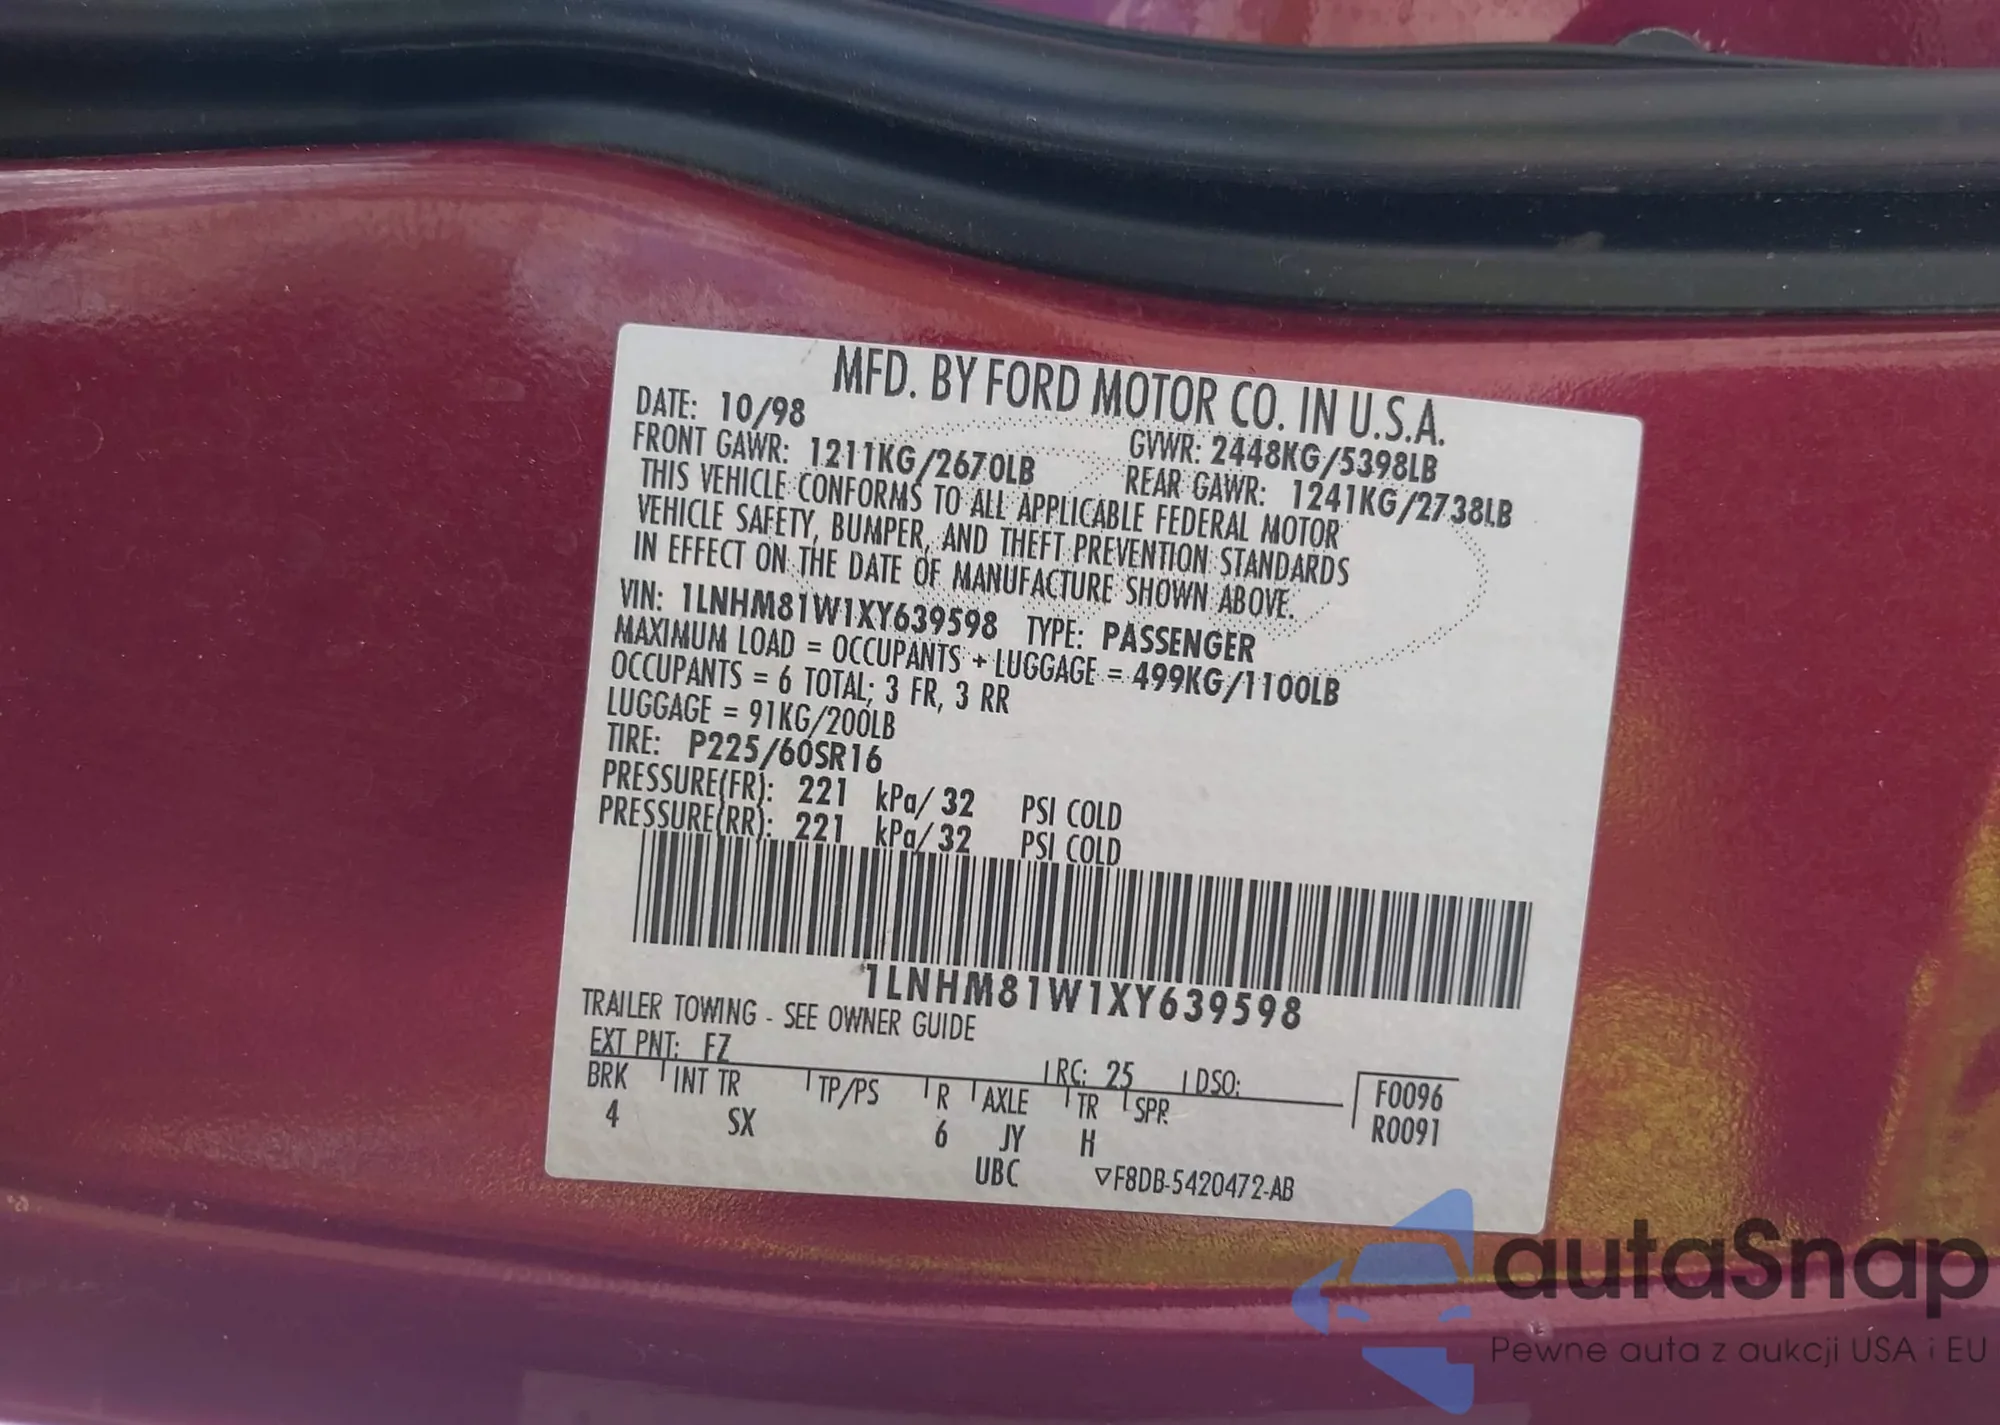 MFD. BY FORD MOTOR CO. IN U.S.A.
DATE: 10/98 GVWR: 2448KG/5398LB
FRONT GAWR: 1211KG/2670LB REAR GAWR: 1241KG/2738LB
THIS VEHICLE CONFORMS TO ALL APPLICABLE FEDERAL MOTOR
VEHICLE SAFETY, BUMPER, AND THEFT PREVENTION STANDARDS
IN EFFECT ON THE DATE OF MANUFACTURE SHOWN ABOVE.
VIN: 1LNHM81W1XY639598 TYPE: PASSENGER
MAXIMUM LOAD = OCCUPANTS + LUGGAGE = 499KG/1100LB
OCCUPANTS = 6 TOTAL; 3 FR, 3 RR
LUGGAGE = 91KG/200LB
TIRE: P225/60SR16
PRESSURE(FR): 221 kPa/ 32 PSI COLD
PRESSURE(RR): 221 kPa/ 32 PSI COLD
1LNHM81W1XY639598
TRAILER TOWING - SEE OWNER GUIDE
EXT PNT: FZ RC: 25 DSO:
BRK INT TR TP/PS R AXLE TR SPR F0096
4 SX 6 JY H R0091
UBC ▽F8DB-5420472-AB
autaSnap
Pewne auta z aukcji USA i EU